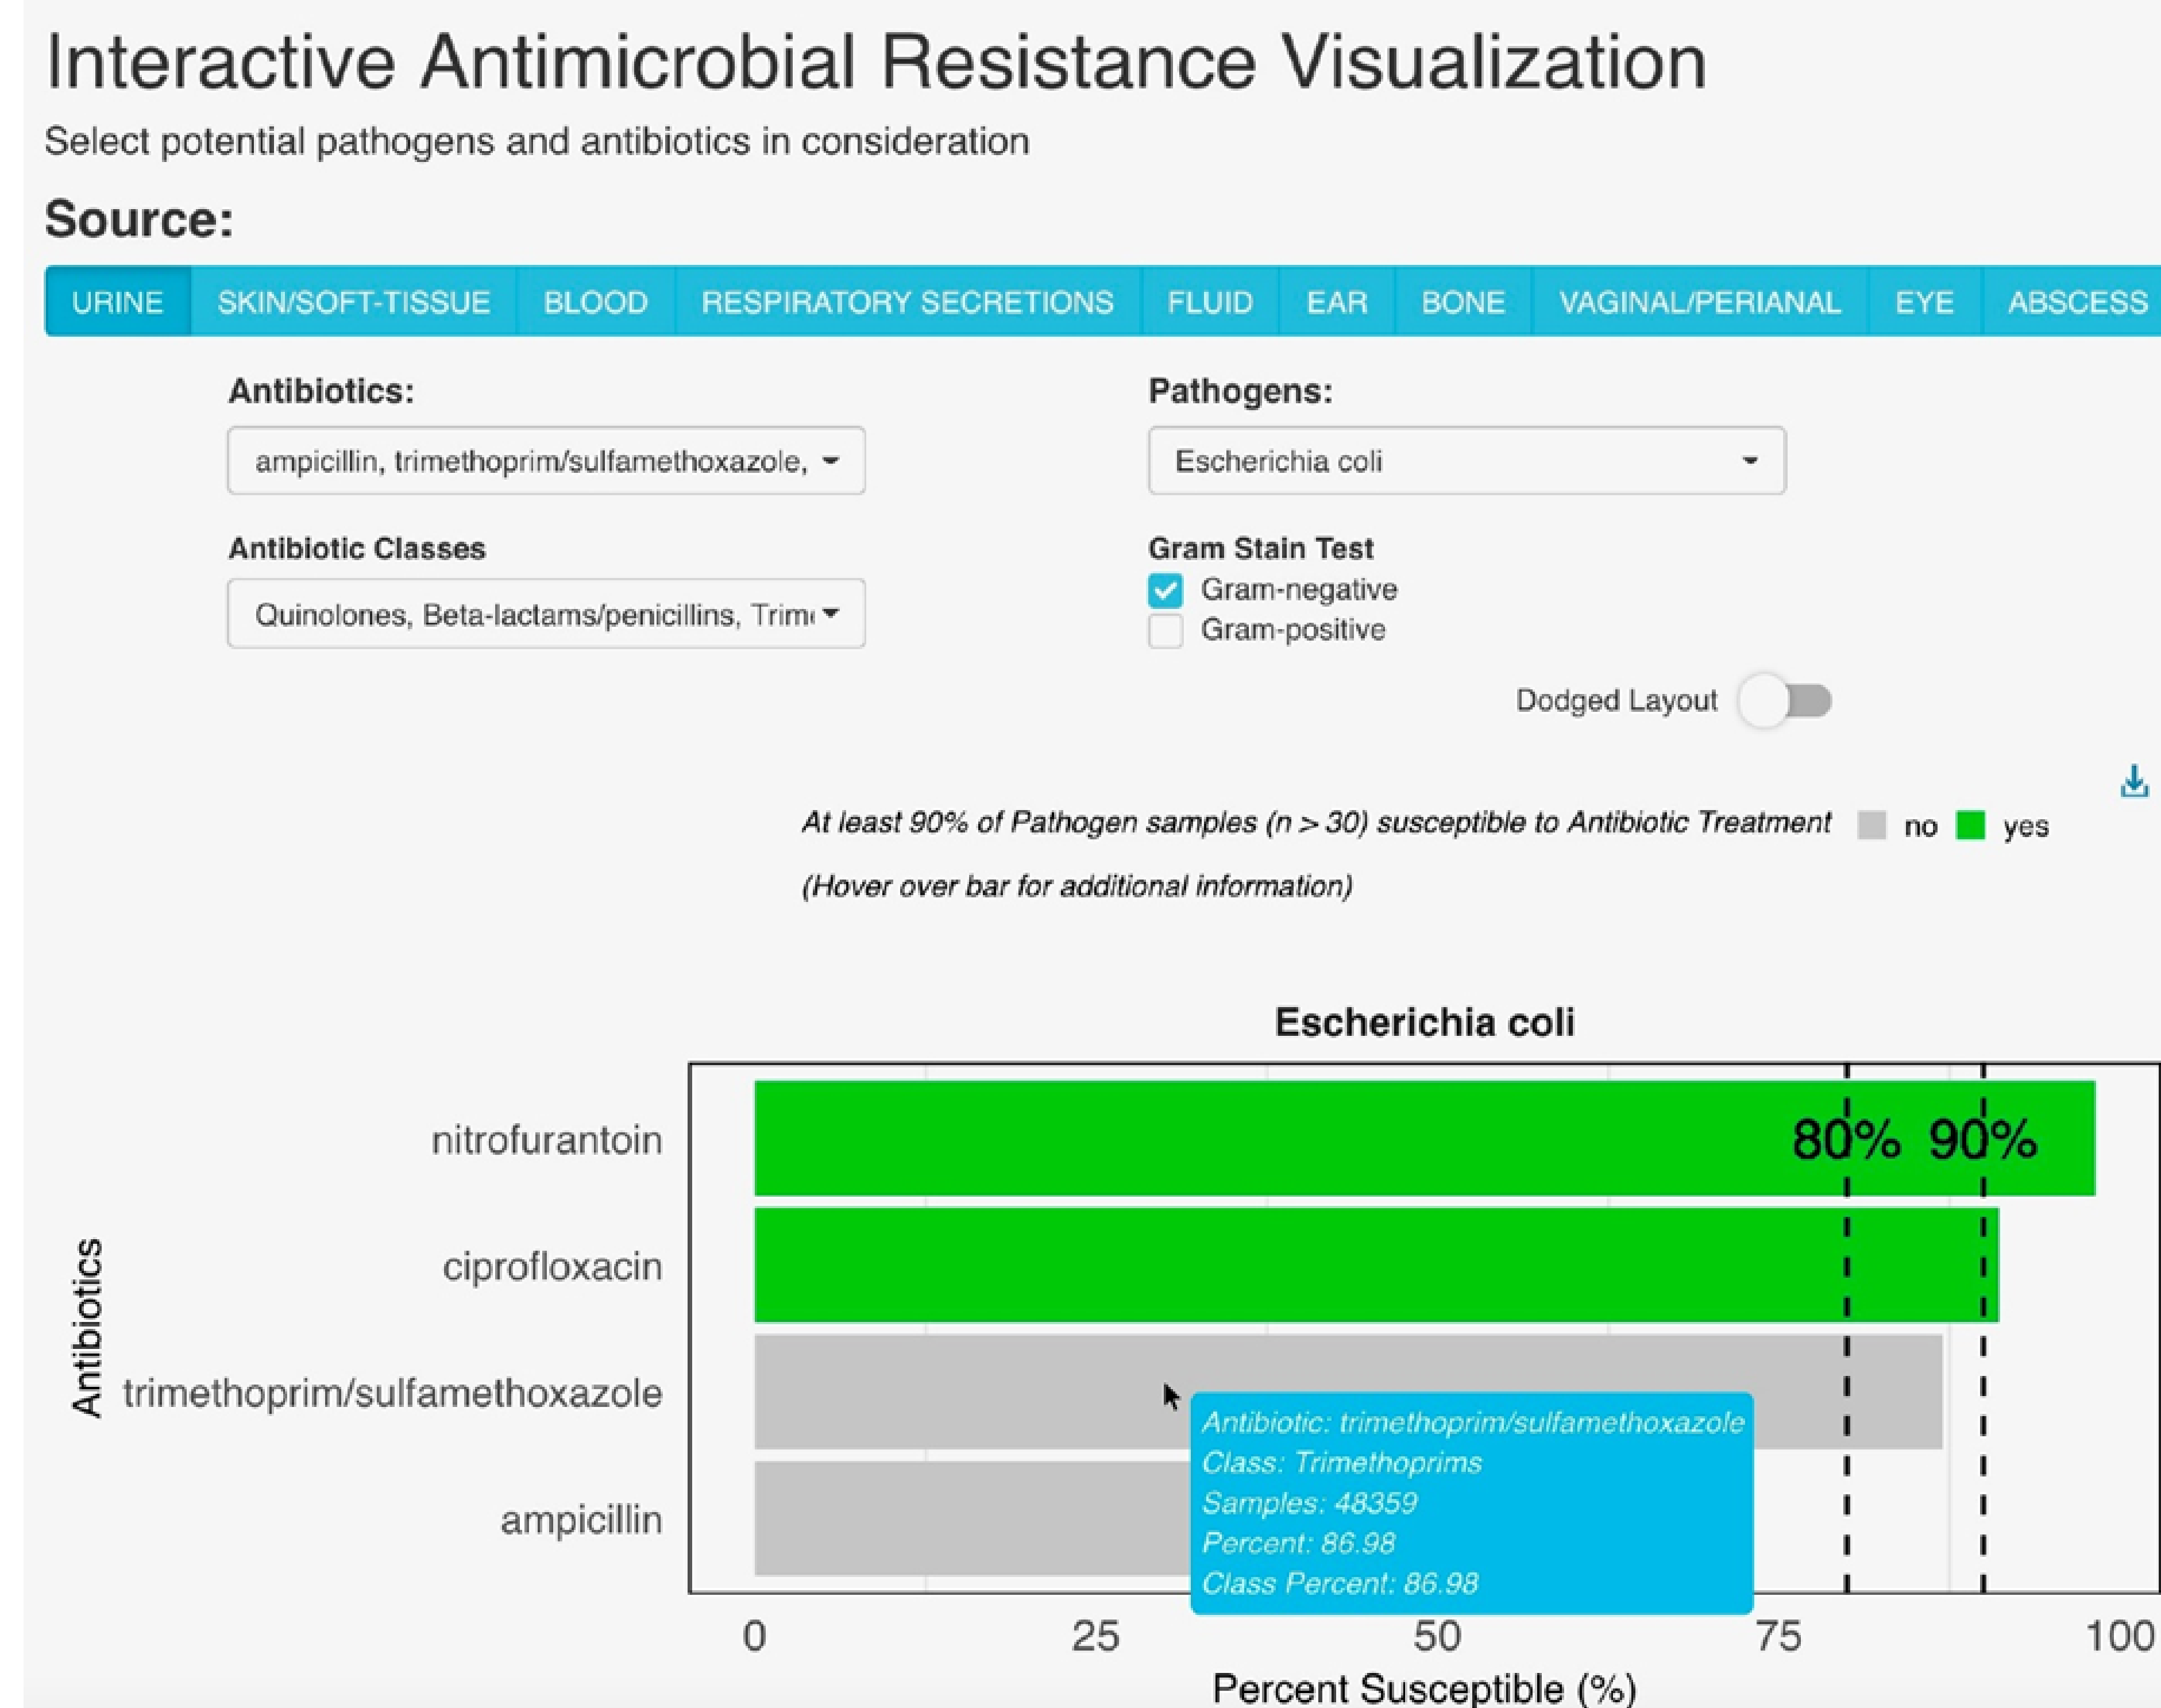 Interactive Antimicrobial Resistance Visualization
Select potential pathogens and antibiotics in consideration
Source:
URINE SKIN/SOFT-TISSUE BLOOD RESPIRATORY SECRETIONS FLUID EAR BONE VAGINAL/PERIANAL EYE ABSCESS
Antibiotics: Pathogens:
ampicillin, trimethoprim/sulfamethoxazole, Escherichia coli
Antibiotic Classes Gram Stain Test
Gram-negative
Quinolones, Beta-lactams/penicillins, Trim
Gram-positive
Dodged Layout
At least 90% of Pathogen samples (n > 30) susceptible to Antibiotic Treatment no yes
(Hover over bar for additional information)
Escherichia coli
nitrofurantoin 80% 90%
ciprofloxacin
Antibiotics
trimethoprim/sulfamethoxazole
Antibiotic: trimethoprim/sulfamethoxazole
Class: Trimethoprims
Samples: 48359
ampicillin
Percent: 86.98
Class Percent: 86.98
0 25 50 75 100
Percent Susceptible (%)